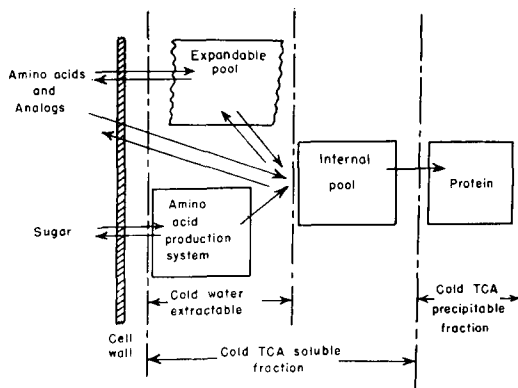 Amino acids
and
Analogs
Expandable
pool
Sugar
Amino
acid
production
system
Internal
pool
Protein
Cold water
extractable
Cell
wall
Cold TCA soluble
fraction
Cold TCA
precipitable
fraction